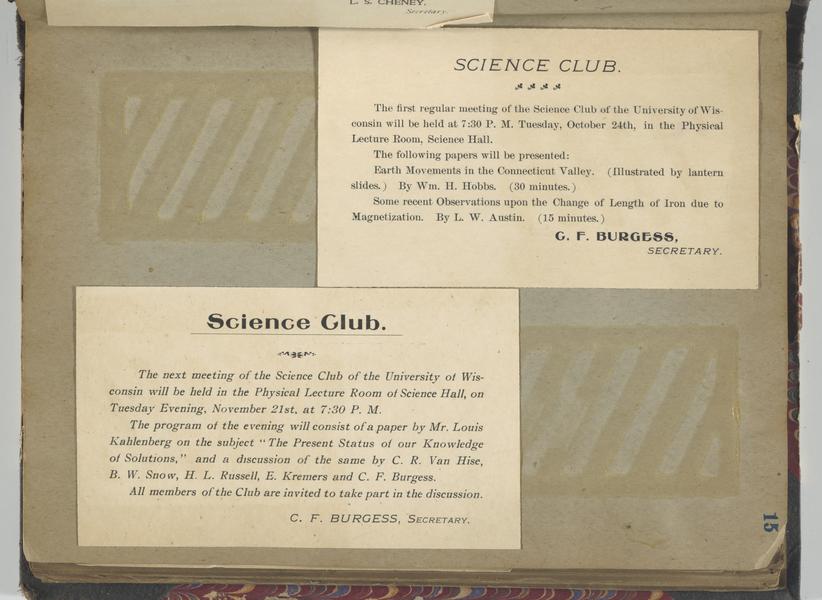 L. S. CHENEY.
Secretary.
SCIENCE CLUB.
The first regular meeting of the Science Club of the University of Wis-
consin will be held at 7:30 P. M. Tuesday, October 24th, in the Physical
Lecture Room, Science Hall.
The following papers will be presented:
Earth Movements in the Connecticut Valley. (Illustrated by lantern
slides.) By Wm. H. Hobbs. (30 minutes.)
Some recent Observations upon the Change of Length of Iron due to
Magnetization. By L. W. Austin. (15 minutes.)
C. F. BURGESS,
SECRETARY.
Science Club.
The next meeting of the Science Club of the University of Wis-
consin will be held in the Physical Lecture Room of Science Hall, on
Tuesday Evening, November 21st, at 7:30 P. M.
The program of the evening will consist of a paper by Mr. Louis
Kahlenberg on the subject "The Present Status of our Knowledge
of Solutions," and a discussion of the same by C. R. Van Hise,
B. W. Snow, H. L. Russell, E. Kremers and C. F. Burgess.
All members of the Club are invited to take part in the discussion.
C. F. BURGESS, SECRETARY.
15